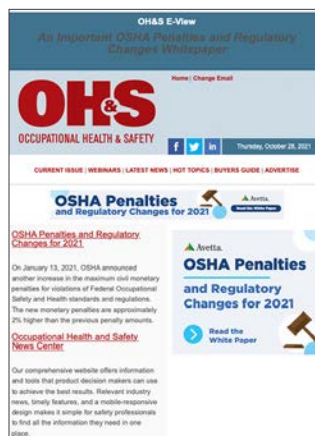 OH&S E-View
An Important OSHA Penalties and Regulatory
Changes Whitepaper
Home | Change Email
OH&S
OCCUPATIONAL HEALTH & SAFETY
Thursday, October 28, 2021
CURRENT ISSUE | WEBINARS | LATEST NEWS | HOT TOPICS | BUYERS GUIDE | ADVERTISE
OSHA Penalties
and Regulatory Changes for 2021
Avetta.
Read the White Paper
OSHA Penalties and Regulatory
Changes for 2021
On January 13, 2021, OSHA announced
another increase in the maximum civil monetary
penalties for violations of Federal Occupational
Safety and Health standards and regulations.
The new monetary penalties are approximately
2% higher than the previous penalty amounts.
Occupational Health and Safety
News Center
Our comprehensive website offers information
and tools that product decision makers can use
to achieve the best results. Relevant industry
news, timely features, and a mobile-responsive
design makes it simple for safety professionals
to find all the information they need in one
place.
Avetta.
OSHA Penalties
and Regulatory
Changes for 2021
Read the
White Paper